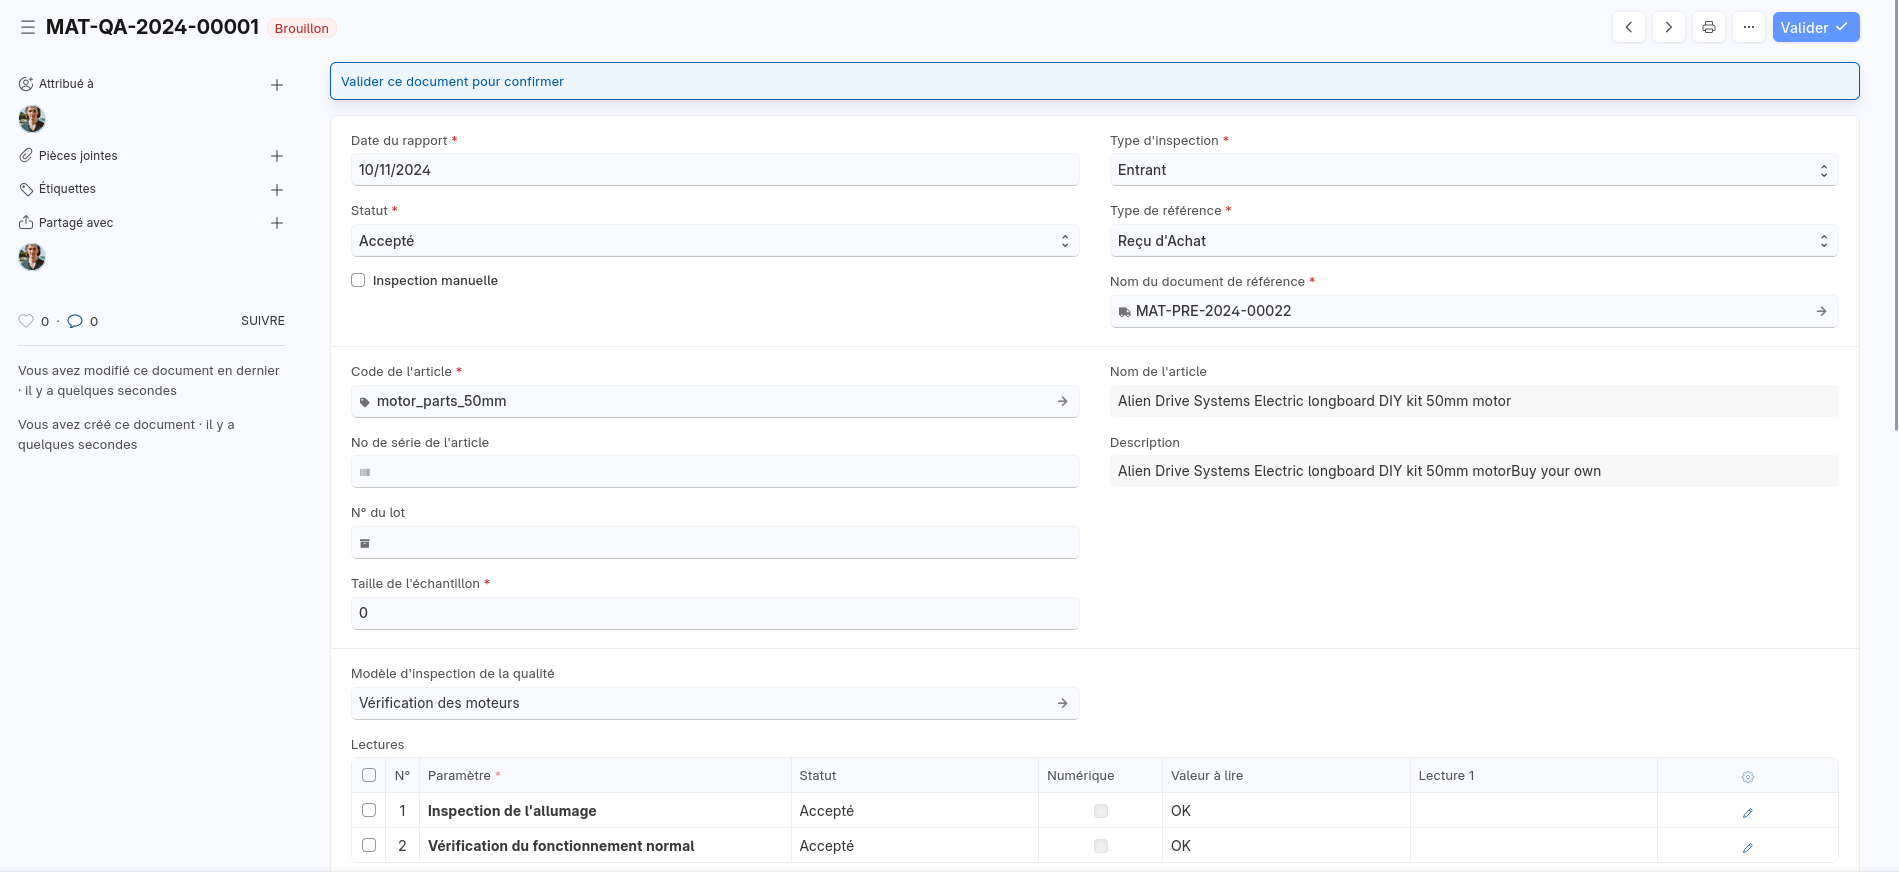 MAT-QA-2024-00001 Brouillon
Valider
Attribué à
Pièces jointes
Étiquettes
Partagé avec
0 · 0 SUIVRE
Vous avez modifié ce document en dernier
· il y a quelques secondes
Vous avez créé ce document · il y a
quelques secondes
Valider ce document pour confirmer
Date du rapport *
10/11/2024
Type d'inspection *
Entrant
Statut *
Accepté
Type de référence *
Reçu d'Achat
Inspection manuelle
Nom du document de référence *
MAT-PRE-2024-00022
Code de l'article *
motor_parts_50mm
Nom de l'article
Alien Drive Systems Electric longboard DIY kit 50mm motor
No de série de l'article
Description
Alien Drive Systems Electric longboard DIY kit 50mm motorBuy your own
N° du lot
Taille de l'échantillon *
0
Modèle d'inspection de la qualité
Vérification des moteurs
Lectures
N° Paramètre * Statut Numérique Valeur à lire Lecture 1
1 Inspection de l'allumage Accepté OK
2 Vérification du fonctionnement normal Accepté OK